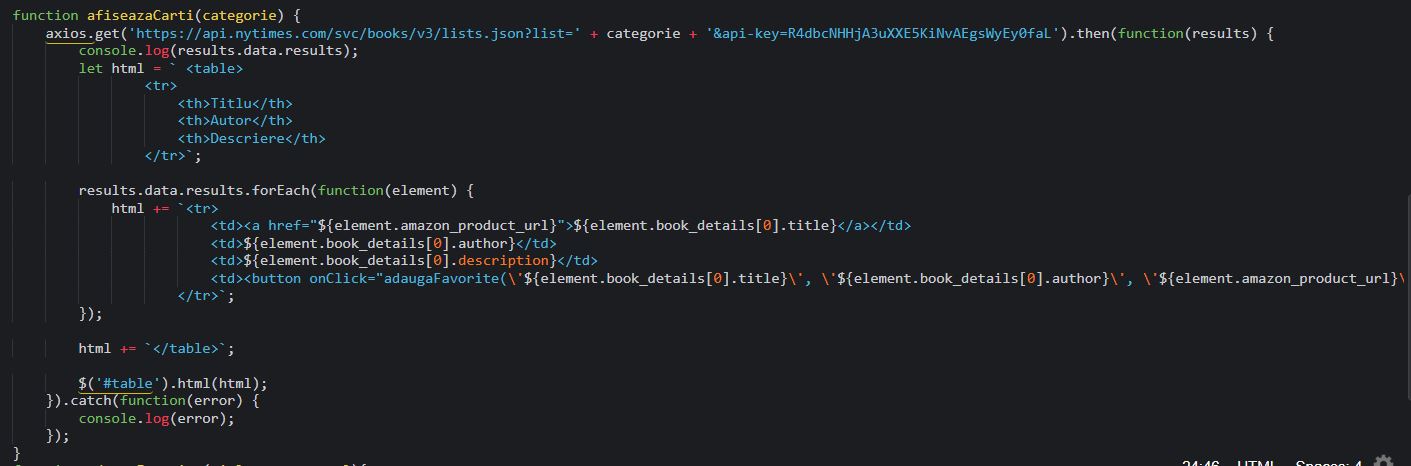 function afiseazaCarti(categorie) {
    axios.get('https://api.nytimes.com/svc/books/v3/lists.json?list=' + categorie + '&api-key=R4dbcNHHjA3uXXE5KiNvAEgsWyEy0faL').then(function(results) {
        console.log(results.data.results);
        let html = ` <table>
                <tr>
                    <th>Titlu</th>
                    <th>Autor</th>
                    <th>Descriere</th>
                </tr>`;

        results.data.results.forEach(function(element) {
            html += `<tr>
                        <td><a href="${element.amazon_product_url}">${element.book_details[0].title}</a></td>
                        <td>${element.book_details[0].author}</td>
                        <td>${element.book_details[0].description}</td>
                        <td><button onClick="adaugaFavorite(\'${element.book_details[0].title}\', \'${element.book_details[0].author}\', \'${element.amazon_product_url}\
                    </tr>`;
        });

        html += `</table>`;

        $('#table').html(html);
    }).catch(function(error) {
        console.log(error);
    });
}
24:46 HTML Spaces: 4